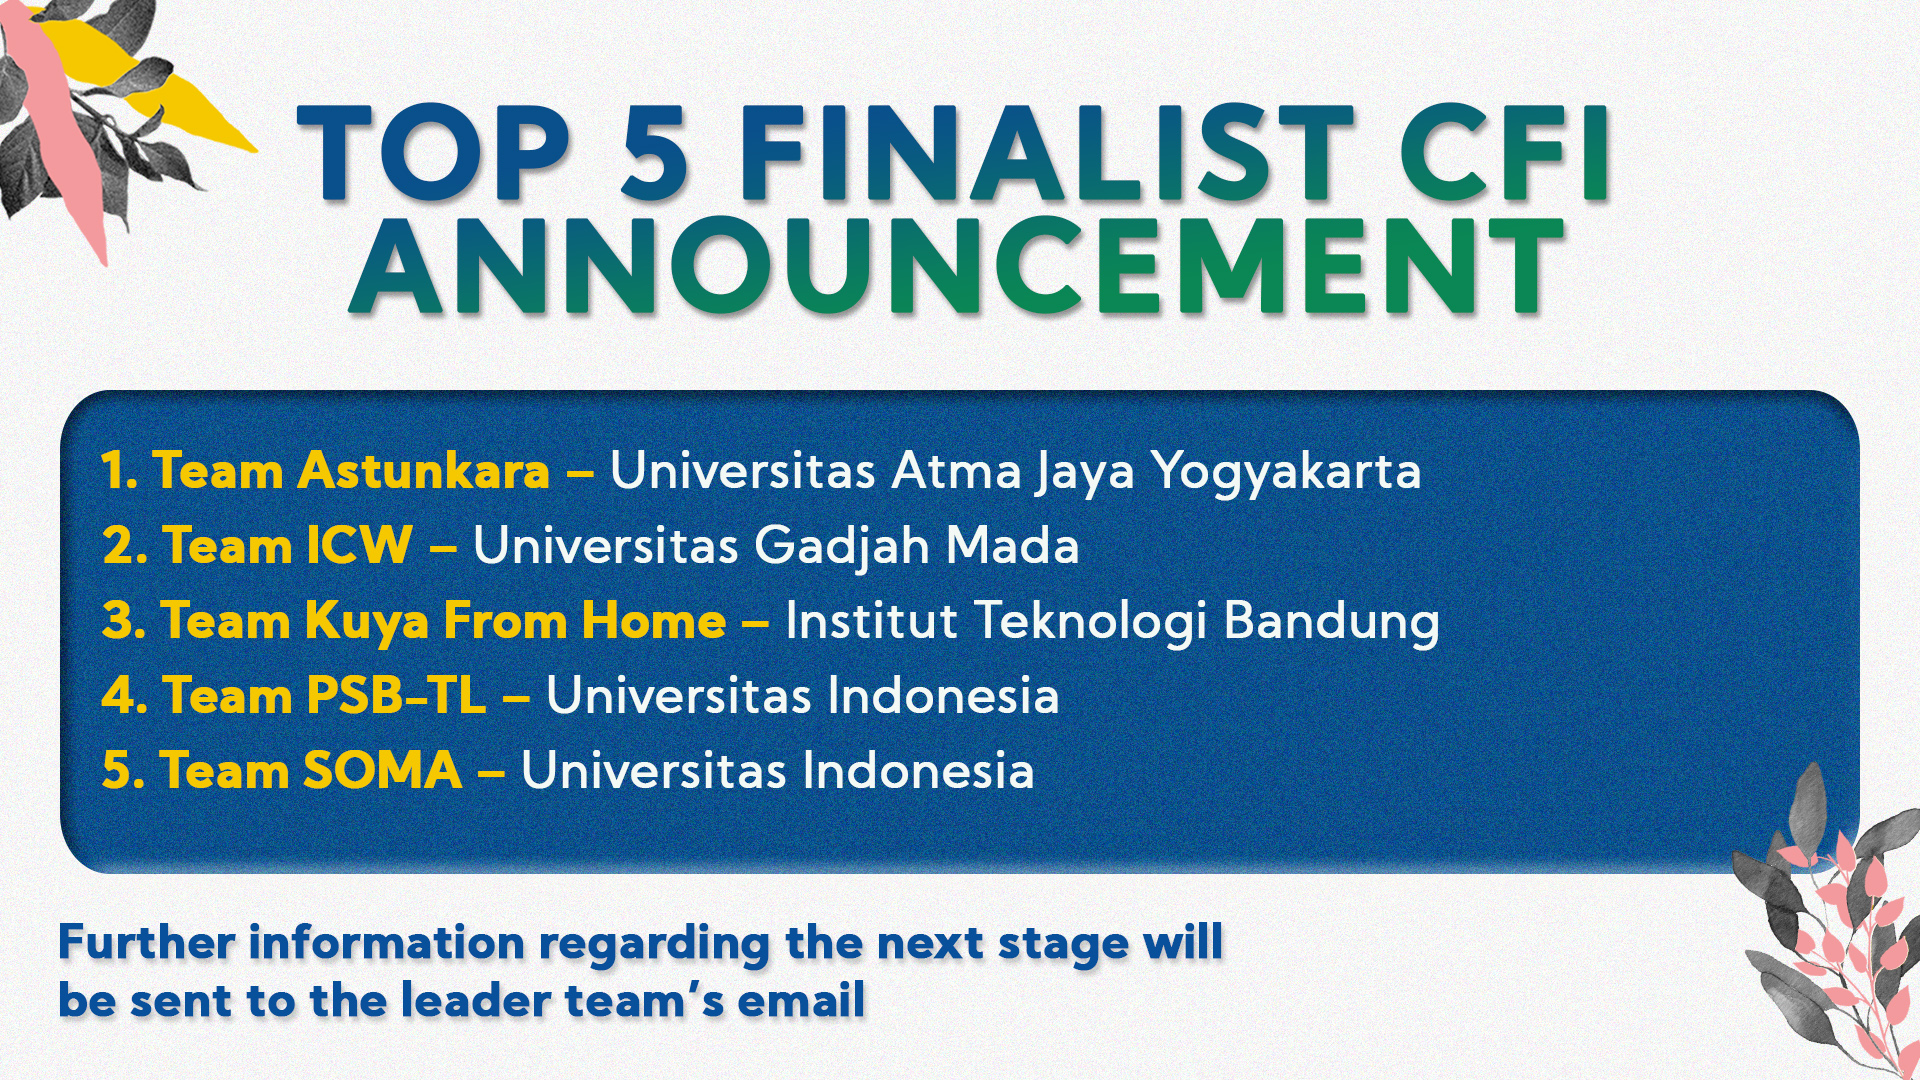 TOP 5 FINALIST CFI
ANNOUNCEMENT
1. Team Astunkara – Universitas Atma Jaya Yogyakarta
2. Team ICW – Universitas Gadjah Mada
3. Team Kuya From Home – Institut Teknologi Bandung
4. Team PSB-TL – Universitas Indonesia
5. Team SOMA – Universitas Indonesia
Further information regarding the next stage will
be sent to the leader team's email